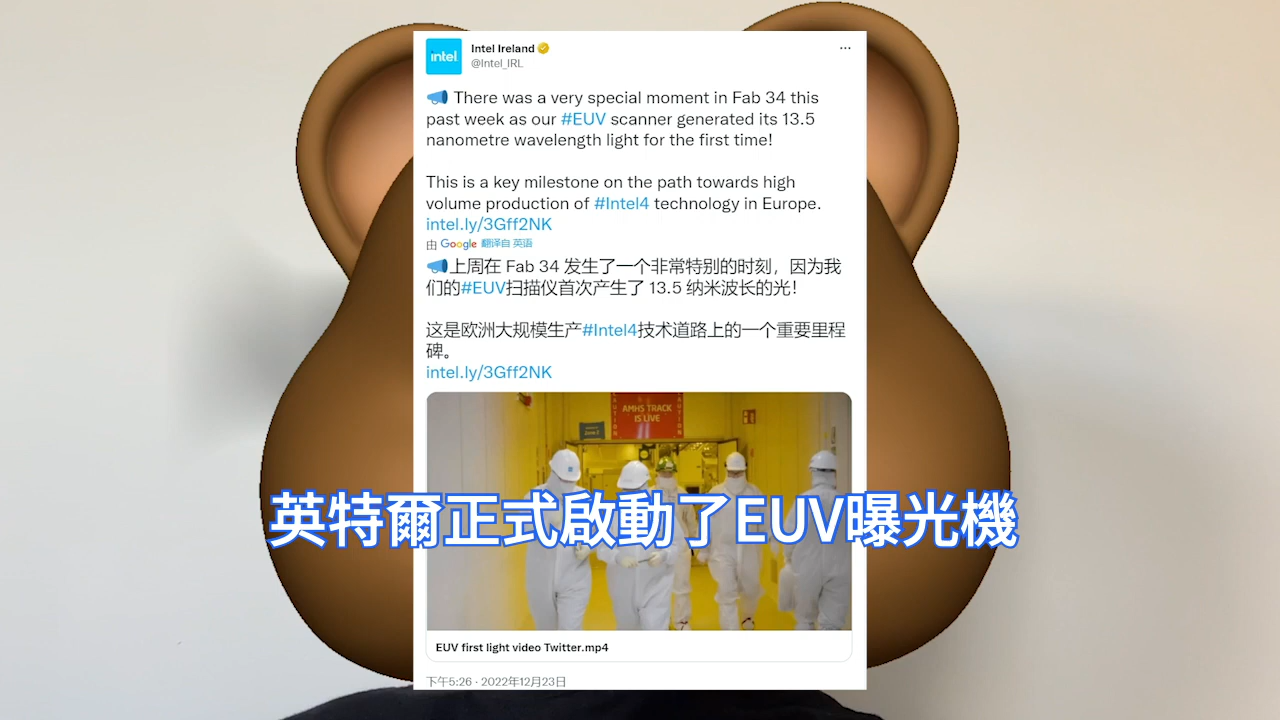 intel
Intel Ireland
@Intel_IRL
There was a very special moment in Fab 34 this
past week as our #EUV scanner generated its 13.5
nanometre wavelength light for the first time!
This is a key milestone on the path towards high
volume production of #Intel4 technology in Europe.
intel.ly/3Gff2NK
由 Google 翻译自 英语
上周在 Fab 34 发生了一个非常特别的时刻，因为我
们的#EUV扫描仪首次产生了 13.5 纳米波长的光！
这是欧洲大规模生产#Intel4技术道路上的一个重要里程
碑。
intel.ly/3Gff2NK
CAUTION
AMHS TRACK
IS LIVE
CAUTION
英特爾正式啟動了EUV曝光機
EUV first light video Twitter.mp4
下午5:26 · 2022年12月23日